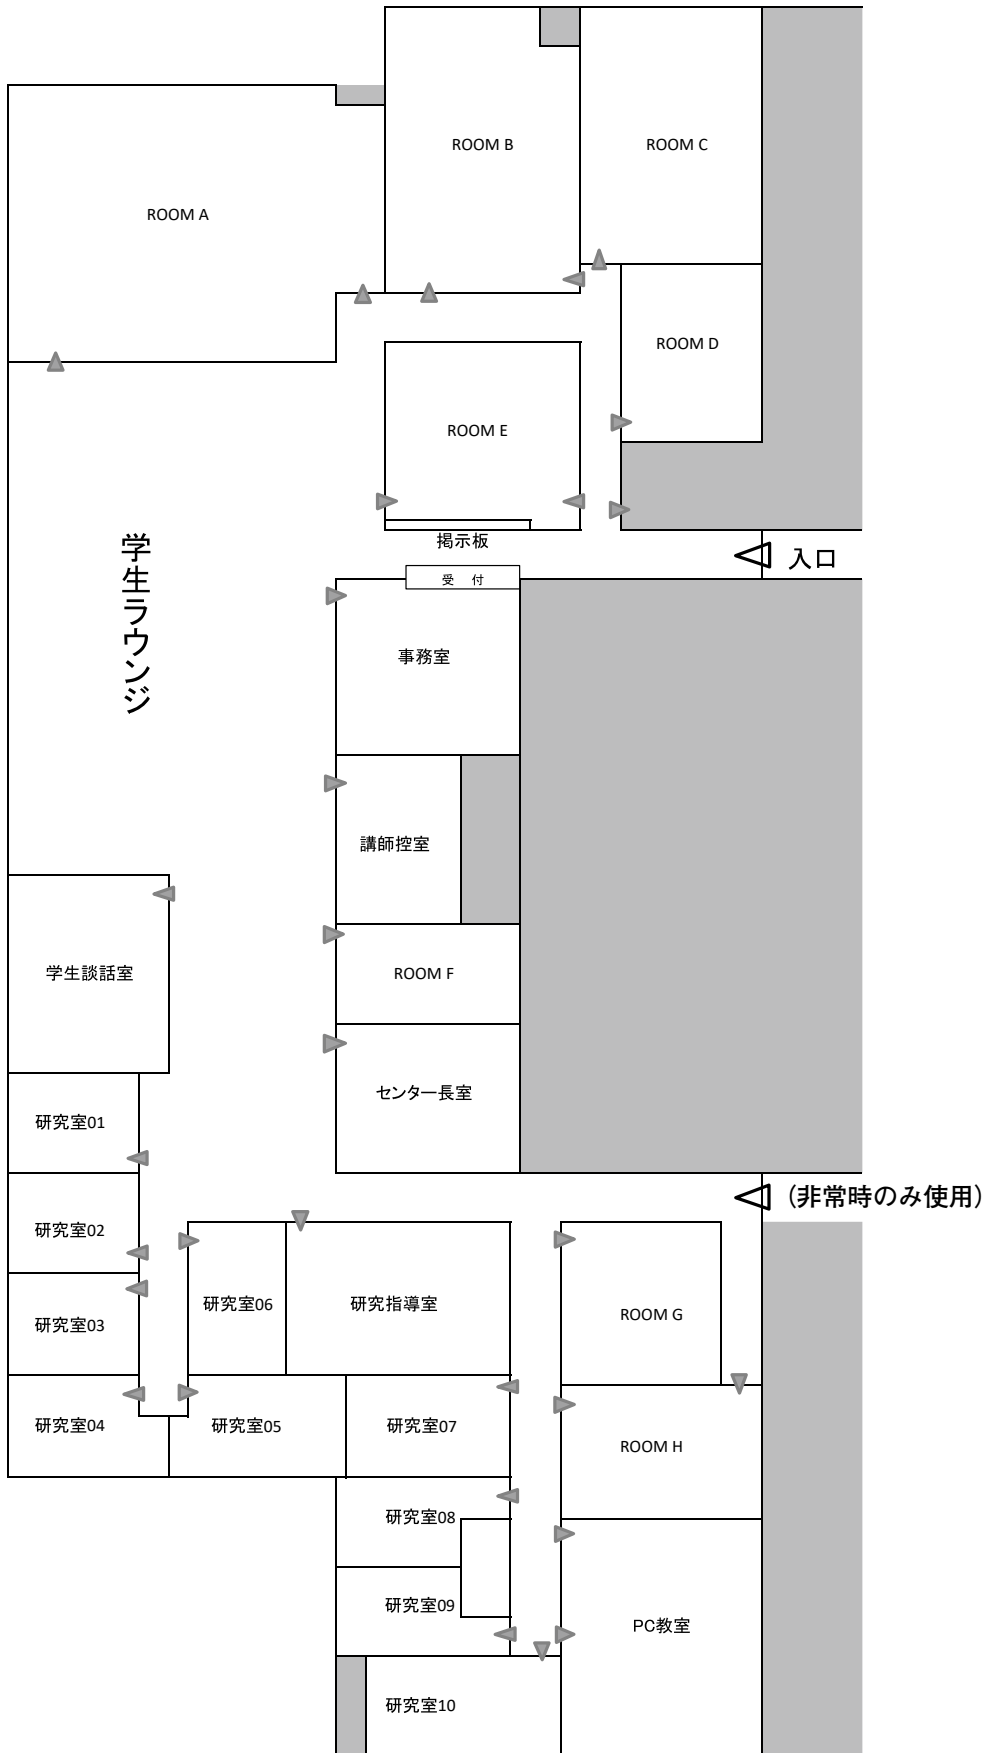 ROOM B
ROOM C
ROOM A
ROOM D
ROOM E
掲示板
入口
受 付
学生ラウンジ
事務室
講師控室
ROOM F
学生談話室
センター長室
研究室01
(非常時のみ使用)
研究室02
研究室06
研究指導室
ROOM G
研究室03
研究室04
研究室05
研究室07
ROOM H
研究室08
研究室09
PC教室
研究室10